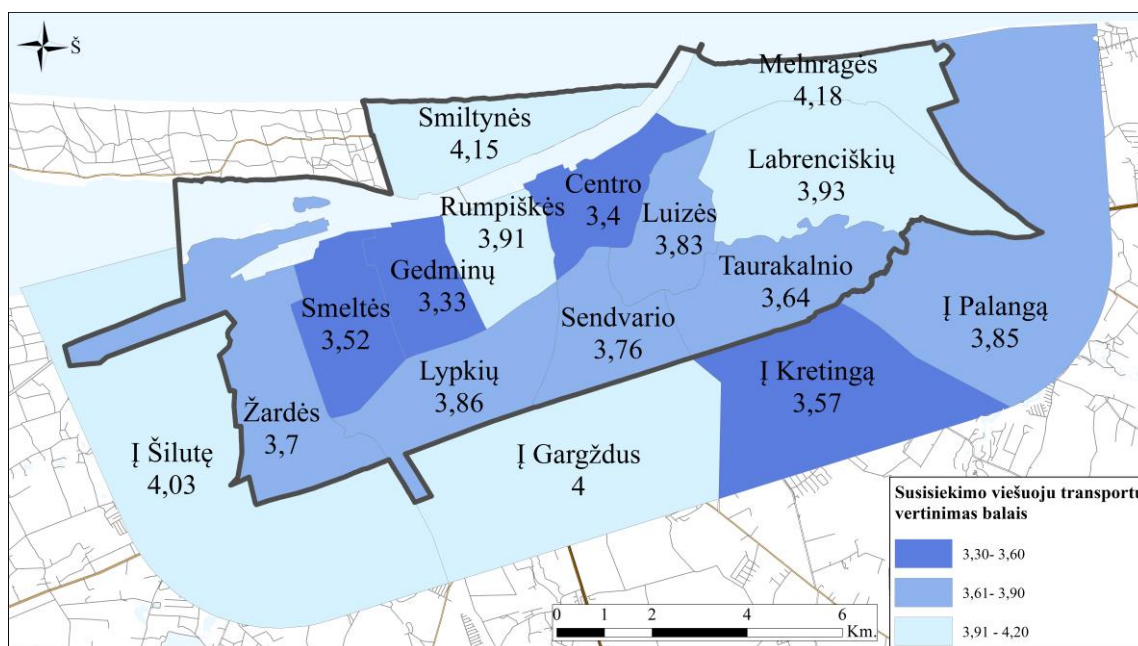 Š
Melnragės
4,18
Smiltynės
4,15
Labrenciškių
3,93
Centro
3,4
Rumpiškės
3,91
Luizės
3,83
Gedminų
3,33
Taurakalnio
3,64
Smeltės
3,52
Sendvario
3,76
Į Palangą
3,85
Lypkių
3,86
Į Kretingą
3,57
Žardės
3,7
Į Šilutę
4,03
Į Gargždus
4
Susisiekimo viešuoju transportu
vertinimas balais
3,30- 3,60
3,61- 3,90
3,91 - 4,20
0 1 2 4 6
Km.